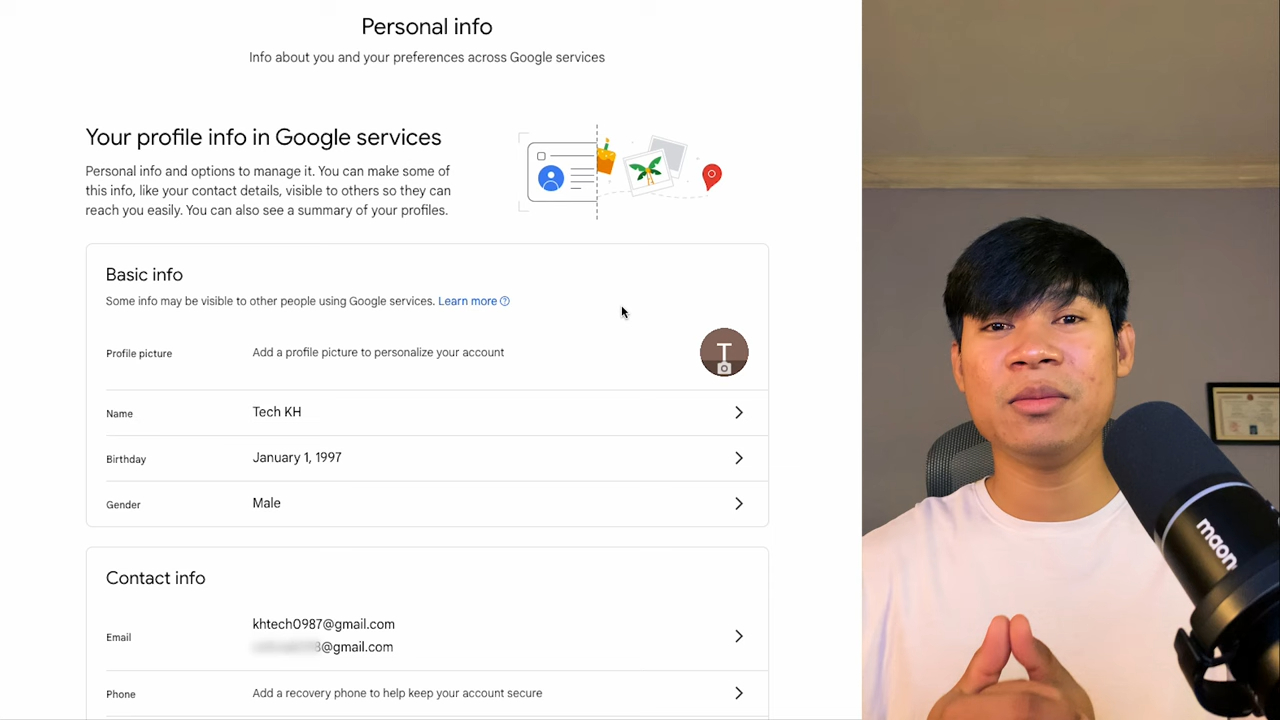 Personal info
Info about you and your preferences across Google services
Your profile info in Google services
Personal info and options to manage it. You can make some of
this info, like your contact details, visible to others so they can
reach you easily. You can also see a summary of your profiles.
Basic info
Some info may be visible to other people using Google services. Learn more
Profile picture
Add a profile picture to personalize your account
T
Name
Tech KH
Birthday
January 1, 1997
Gender
Male
Contact info
Email
khtech0987@gmail.com
8@gmail.com
Phone
Add a recovery phone to help keep your account secure
maono